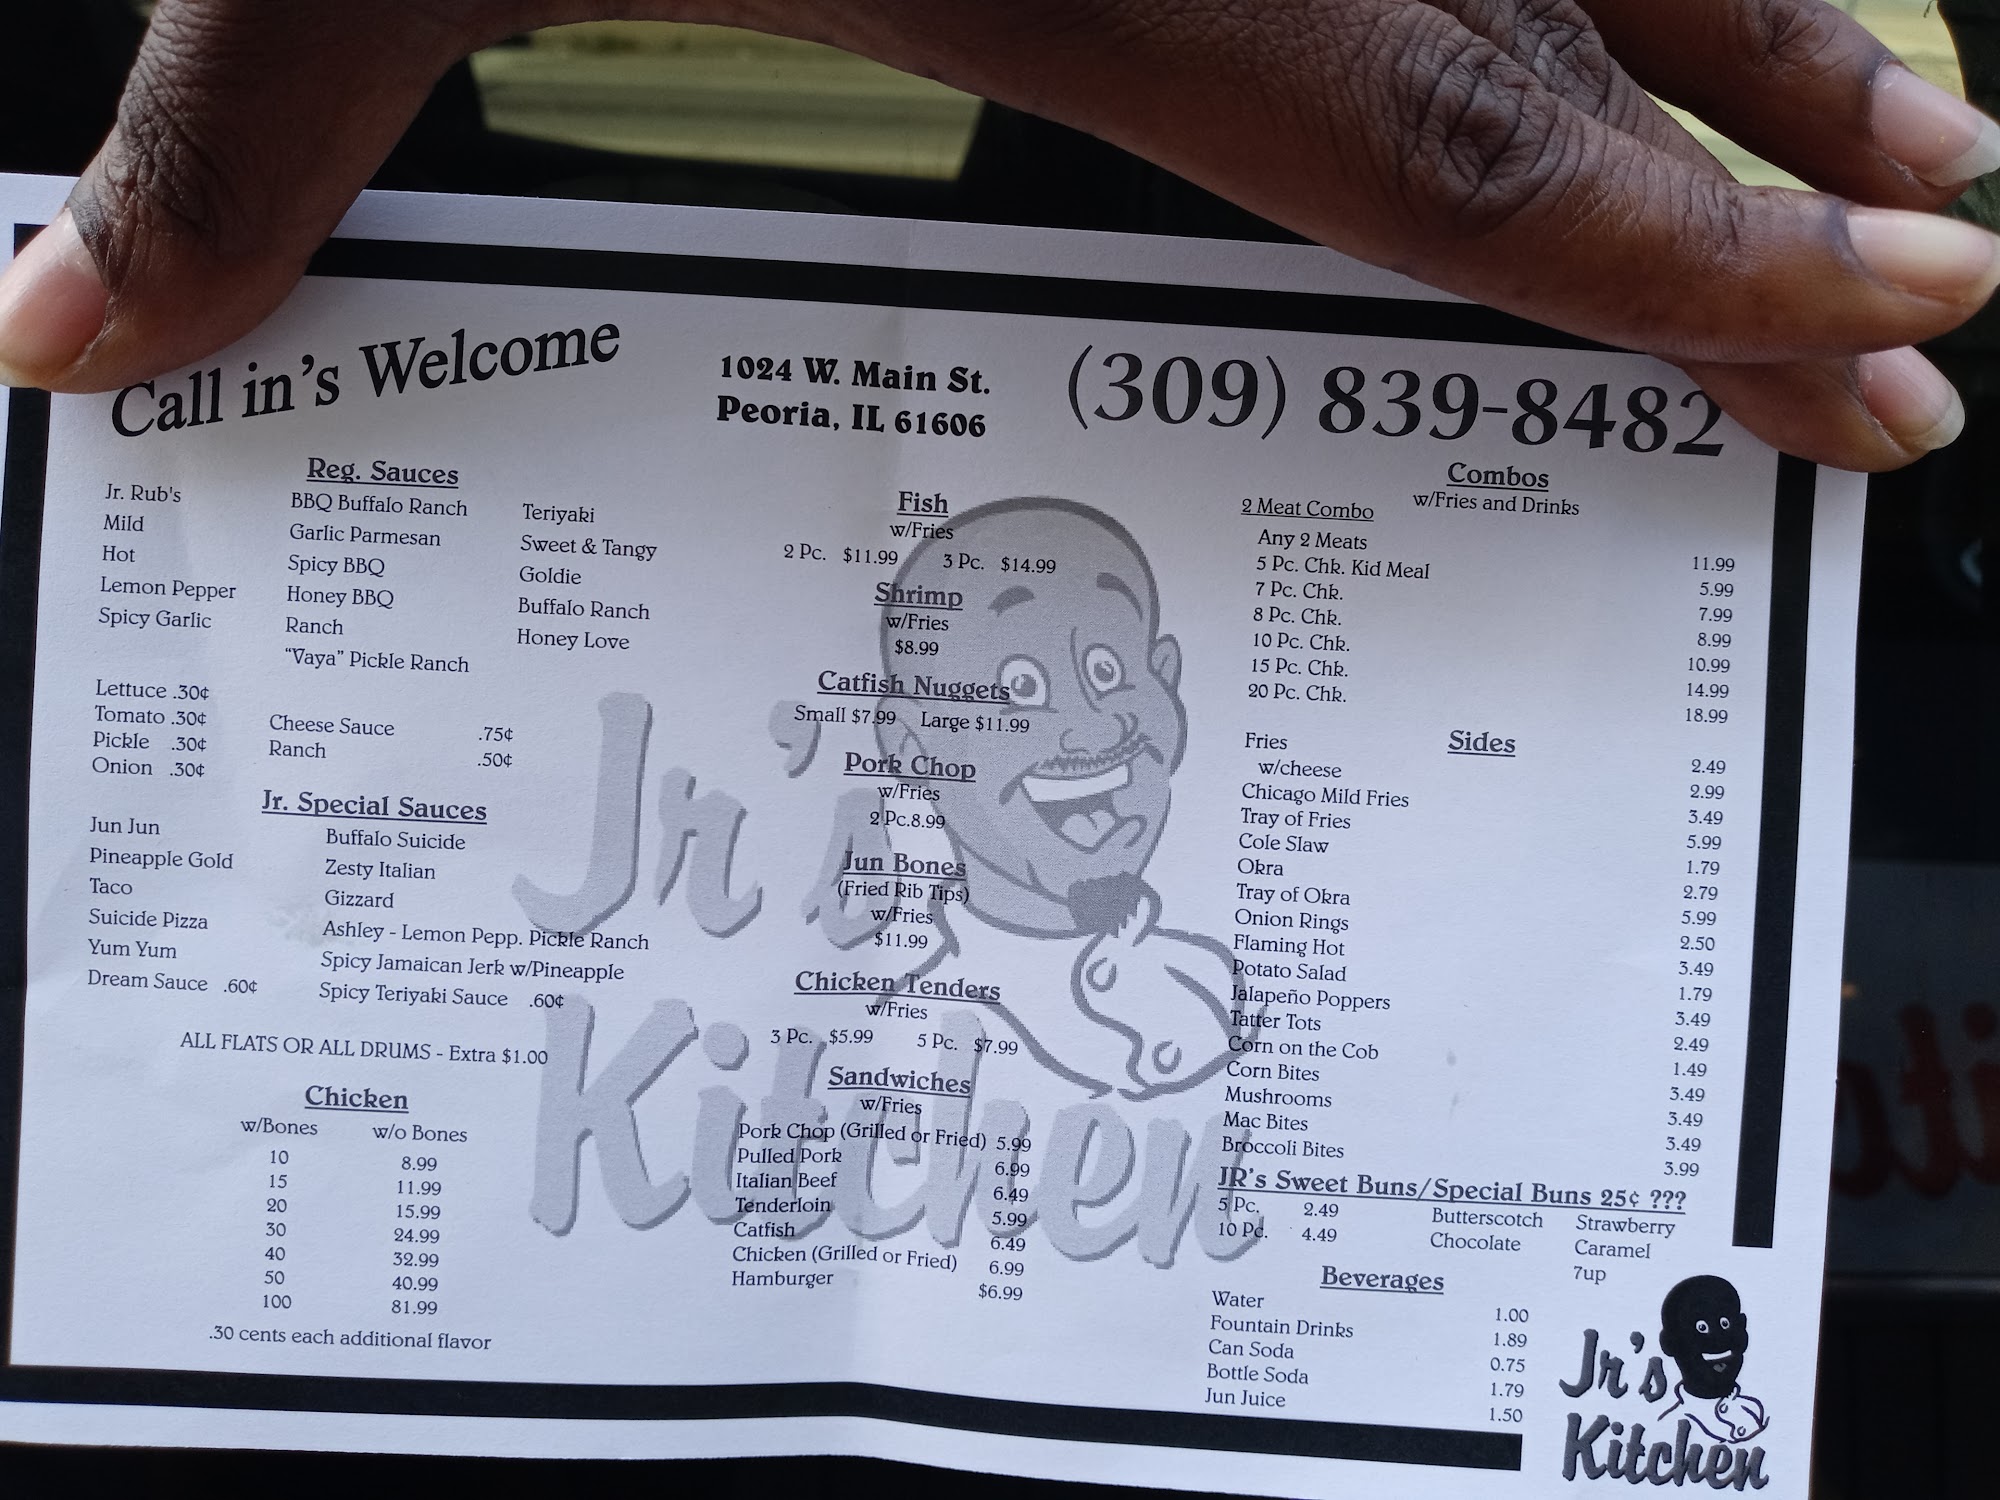 Call in's Welcome
1024 W. Main St.
Peoria, IL 61606
(309) 839-8482
Reg. Sauces
Jr. Rub's
Mild
Hot
Lemon Pepper
Spicy Garlic
BBQ Buffalo Ranch
Garlic Parmesan
Spicy BBQ
Honey BBQ
Ranch
"Vaya" Pickle Ranch
Teriyaki
Sweet & Tangy
Goldie
Buffalo Ranch
Honey Love
Lettuce .30¢
Tomato .30¢
Pickle .30¢
Onion .30¢
Cheese Sauce .75¢
Ranch .50¢
Jr. Special Sauces
Jun Jun
Pineapple Gold
Taco
Suicide Pizza
Yum Yum
Dream Sauce .60¢
Buffalo Suicide
Zesty Italian
Gizzard
Ashley - Lemon Pepp. Pickle Ranch
Spicy Jamaican Jerk w/Pineapple
Spicy Teriyaki Sauce .60¢
ALL FLATS OR ALL DRUMS - Extra $1.00
Chicken
w/Bones w/o Bones
10 8.99
15 11.99
20 15.99
30 24.99
40 32.99
50 40.99
100 81.99
.30 cents each additional flavor
Fish
w/Fries
2 Pc. $11.99 3 Pc. $14.99
Shrimp
w/Fries
$8.99
Catfish Nuggets
Small $7.99 Large $11.99
Pork Chop
w/Fries
2 Pc.8.99
Jun Bones
(Fried Rib Tips)
w/Fries
$11.99
Chicken Tenders
w/Fries
3 Pc. $5.99 5 Pc. $7.99
Sandwiches
w/Fries
Pork Chop (Grilled or Fried) 5.99
Pulled Pork 6.99
Italian Beef 6.49
Tenderloin 5.99
Catfish 6.49
Chicken (Grilled or Fried) 6.99
Hamburger $6.99
Combos
w/Fries and Drinks
2 Meat Combo
Any 2 Meats 11.99
5 Pc. Chk. Kid Meal 5.99
7 Pc. Chk. 7.99
8 Pc. Chk. 8.99
10 Pc. Chk. 10.99
15 Pc. Chk. 14.99
20 Pc. Chk. 18.99
Sides
Fries 2.49
w/cheese 2.99
Chicago Mild Fries 3.49
Tray of Fries 5.99
Cole Slaw 1.79
Okra 2.79
Tray of Okra 5.99
Onion Rings 2.50
Flaming Hot 3.49
Potato Salad 1.79
Jalapeño Poppers 3.49
Tatter Tots 2.49
Corn on the Cob 1.49
Corn Bites 3.49
Mushrooms 3.49
Mac Bites 3.49
Broccoli Bites 3.99
JR's Sweet Buns/Special Buns 25¢ ???
5 Pc. 2.49
10 Pc. 4.49
Butterscotch
Chocolate
Strawberry
Caramel
7up
Beverages
Water 1.00
Fountain Drinks 1.89
Can Soda 0.75
Bottle Soda 1.79
Jun Juice 1.50
Jr's
Kitchen
Jr's
Kitchen